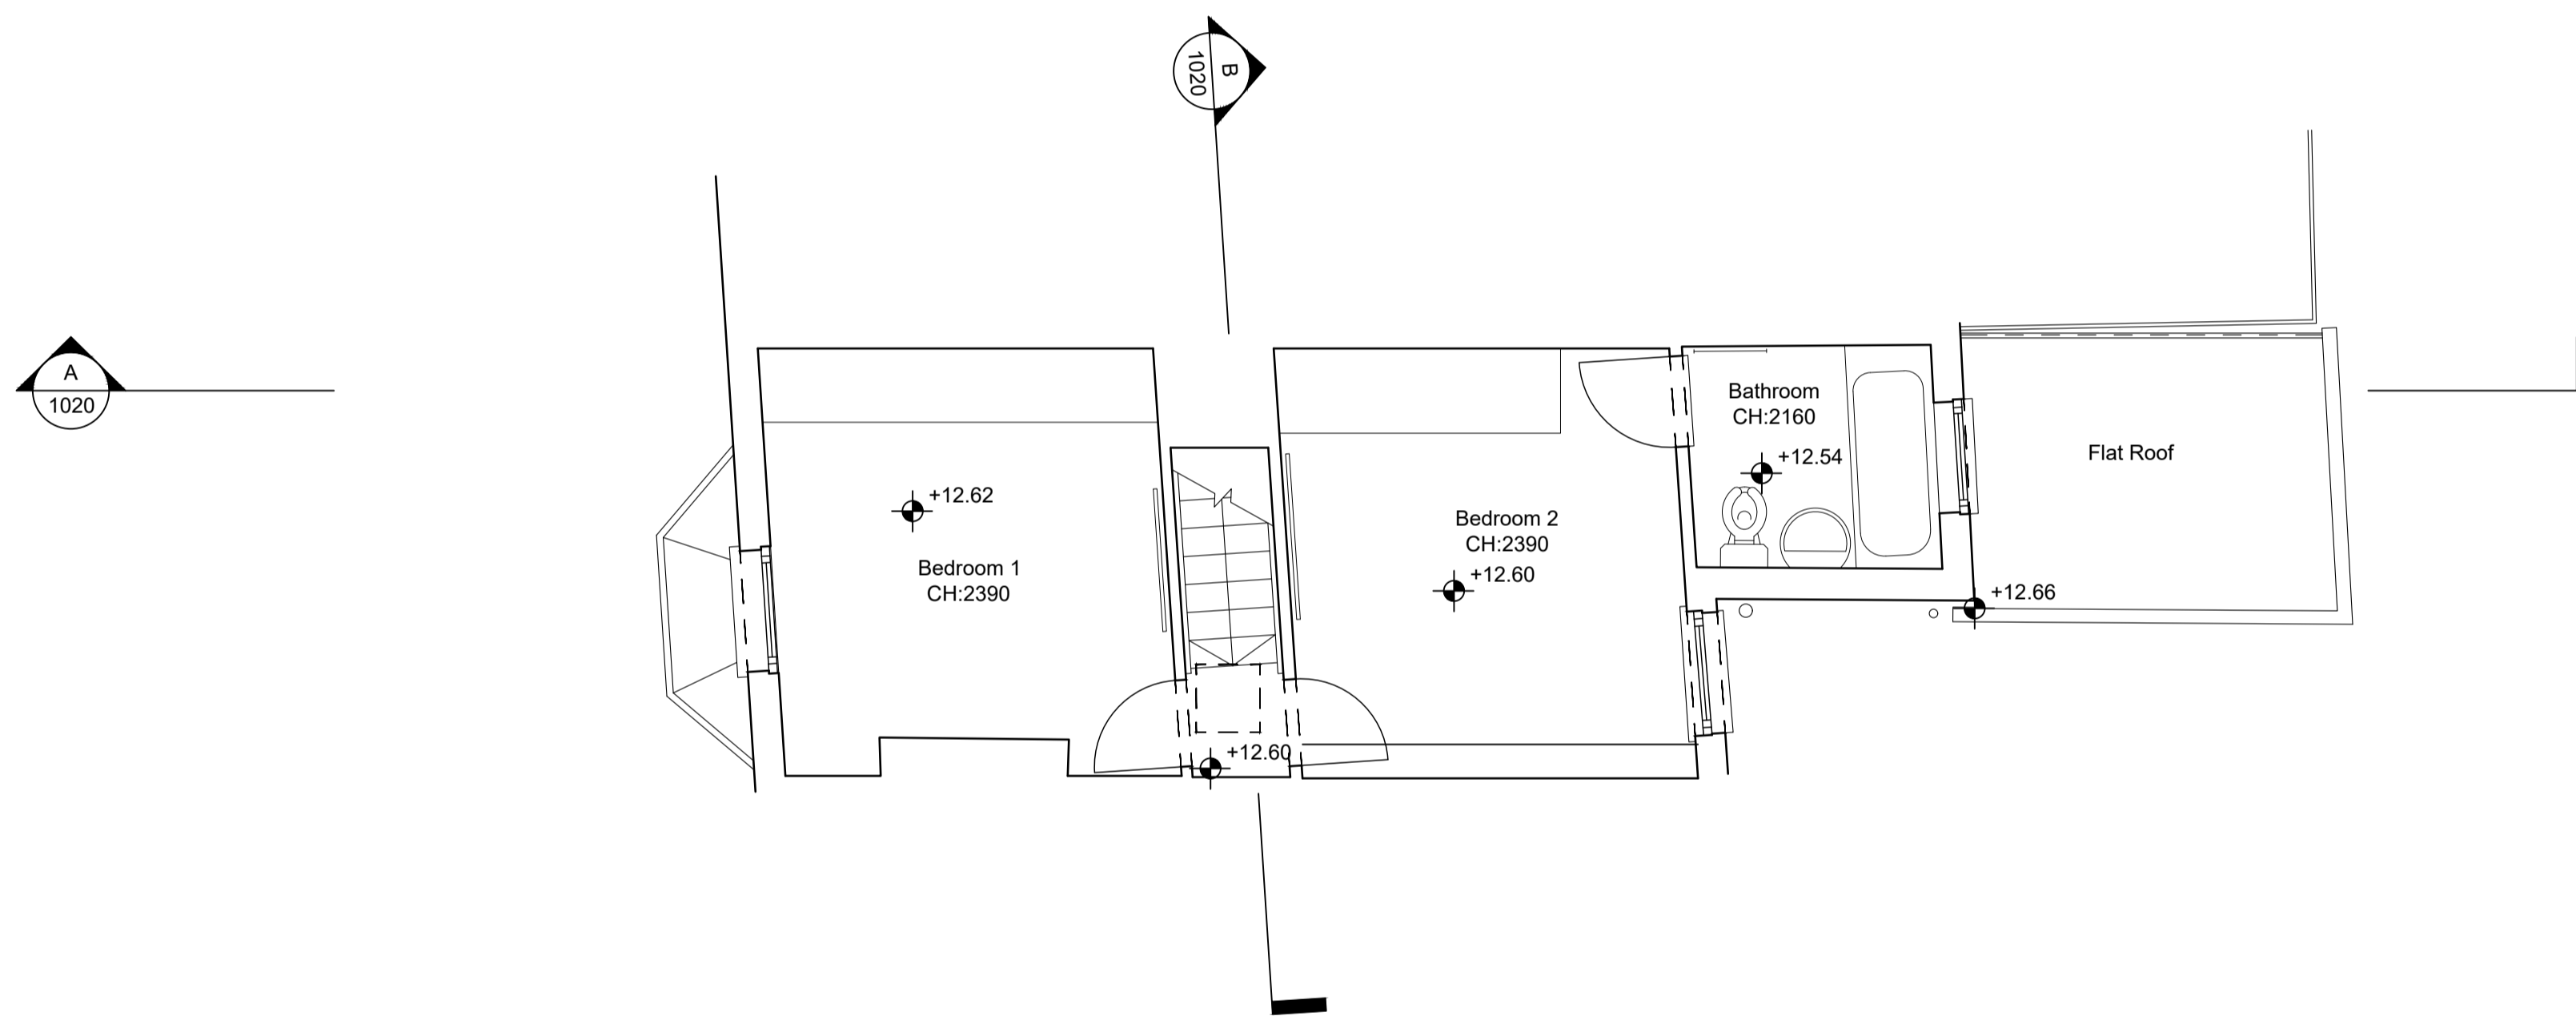 B
1020
A
1020
Bathroom
CH:2160
+12.54
Flat Roof
+12.62
Bedroom 2
CH:2390
+12.60
Bedroom 1
CH:2390
+12.66
+12.60